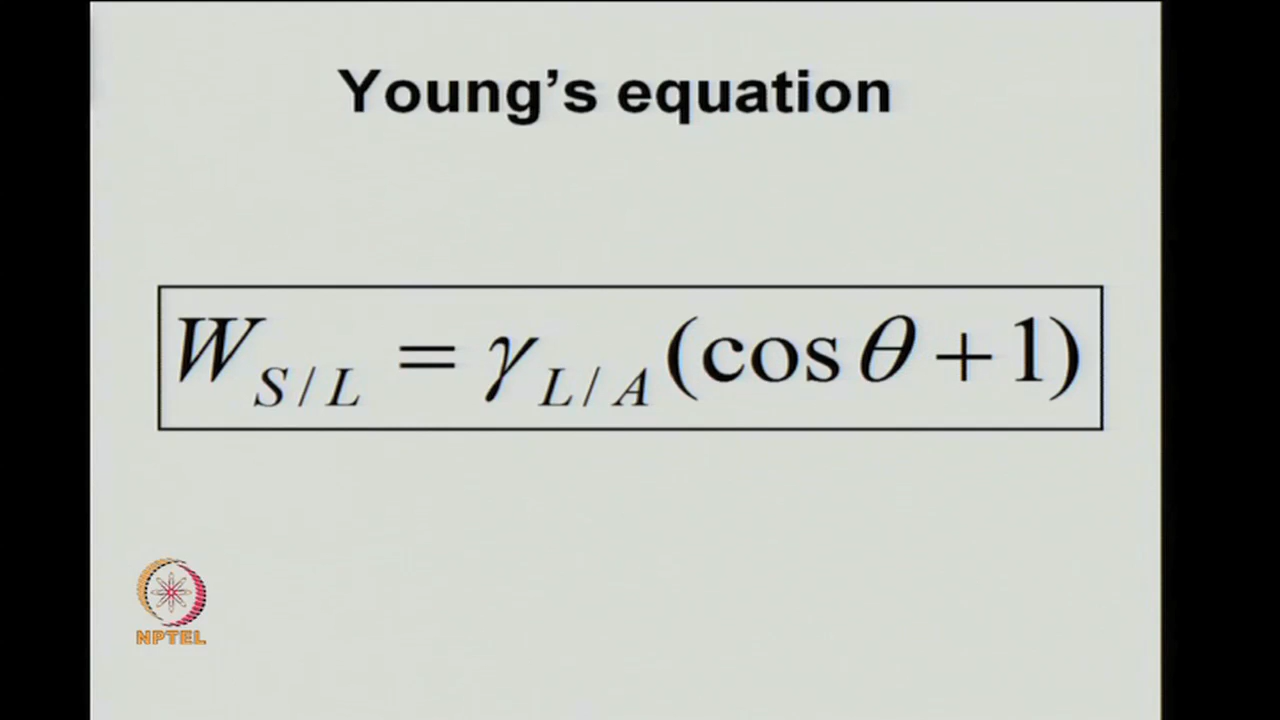 Young's equation
W_{S/L} = γ_{L/A} (cos θ + 1)
NPTEL